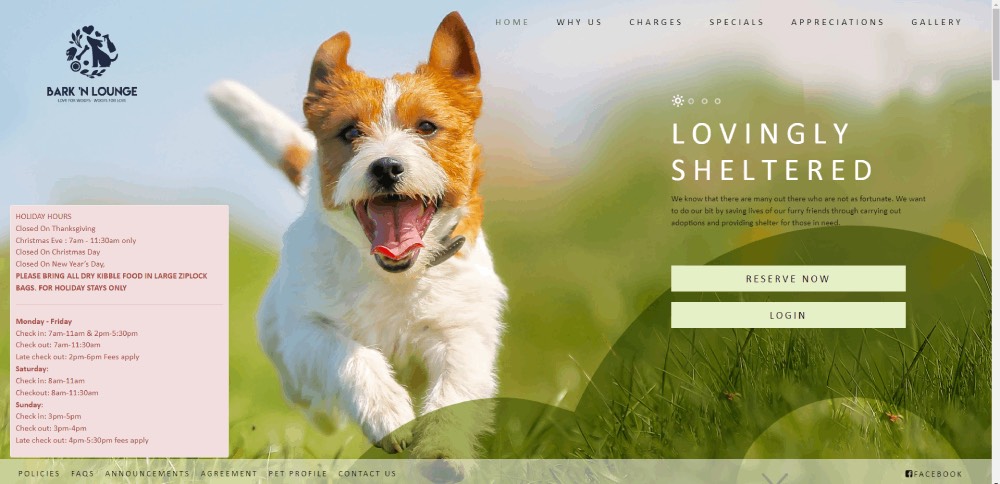 HOME WHY US CHARGES SPECIALS APPRECIATIONS GALLERY
BARK 'N LOUNGE
LOVINGLY
SHELTERED
We know that there are many out there who are not as fortunate. We want
to do our bit by saving lives of our furry friends through carrying out
adoptions and providing shelter for those in need.
RESERVE NOW
LOGIN
HOLIDAY HOURS
Closed On Thanksgiving
Christmas Eve : 7am - 11:30am only
Closed On Christmas Day
Closed On New Year's Day,
PLEASE BRING ALL DRY KIBBLE FOOD IN LARGE ZIPLOCK
BAGS. FOR HOLIDAY STAYS ONLY
Monday - Friday
Check in: 7am-11am & 2pm-5:30pm
Check out: 7am-11:30am
Late check out: 2pm-6pm Fees apply
Saturday:
Check in: 8am-11am
Checkout: 8am-11:30am
Sunday:
Check in: 3pm-5pm
Check out: 3pm-4pm
Late check out: 4pm-5:30pm fees apply
POLICIES FAQS ANNOUNCEMENTS AGREEMENT PET PROFILE CONTACT US FACEBOOK